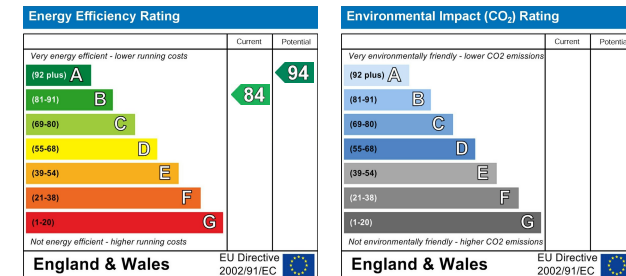 Energy Efficiency Rating
Current Potential
Very energy efficient - lower running costs
(92 plus) A
(81-91) B
(69-80) C
(55-68) D
(39-54) E
(21-38) F
(1-20) G
84
94
Not energy efficient - higher running costs
England & Wales
EU Directive
2002/91/EC
Environmental Impact (CO₂) Rating
Current Potential
Very environmentally friendly - lower CO2 emissions
(92 plus) A
(81-91) B
(69-80) C
(55-68) D
(39-54) E
(21-38) F
(1-20) G
Not environmentally friendly - higher CO2 emissions
England & Wales
EU Directive
2002/91/EC